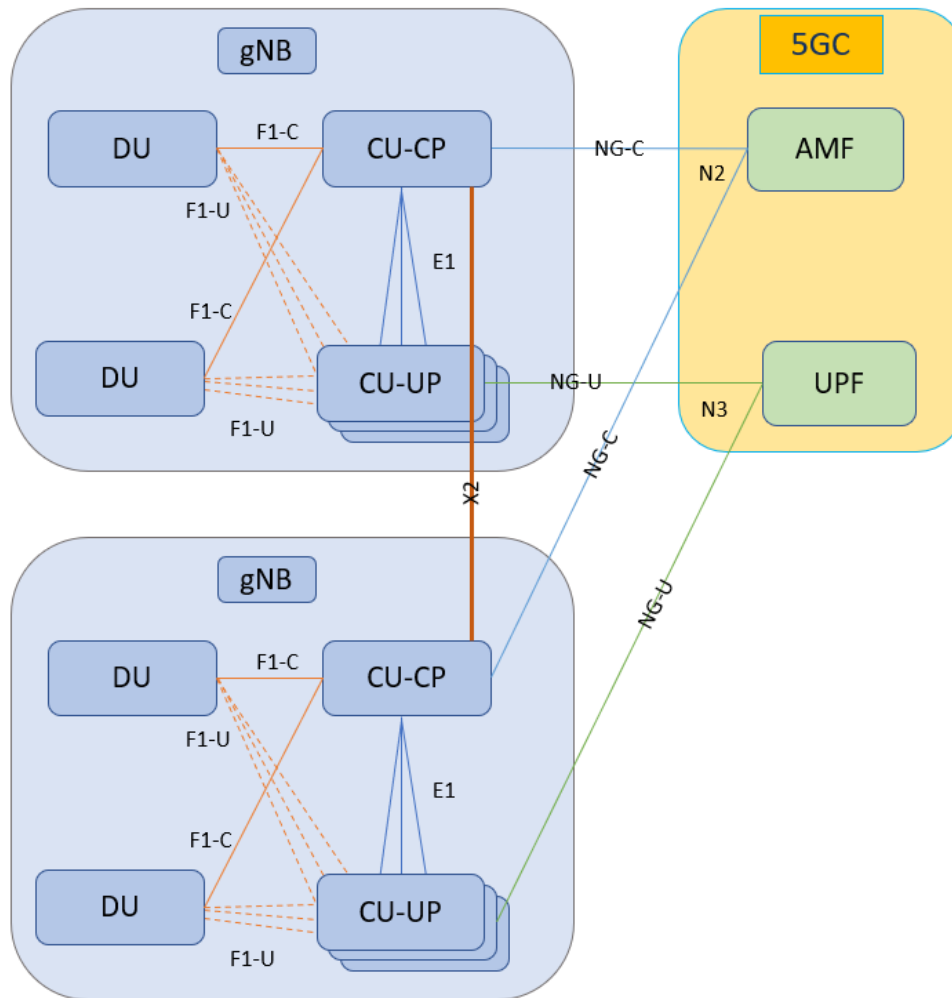 gNB
5GC
DU
F1-C
CU-CP
NG-C
AMF
N2
F1-U
E1
F1-C
DU
CU-UP
NG-U
UPF
N3
F1-U
NG-C
X2
gNB
NG-U
DU
F1-C
CU-CP
F1-U
E1
F1-C
DU
CU-UP
F1-U